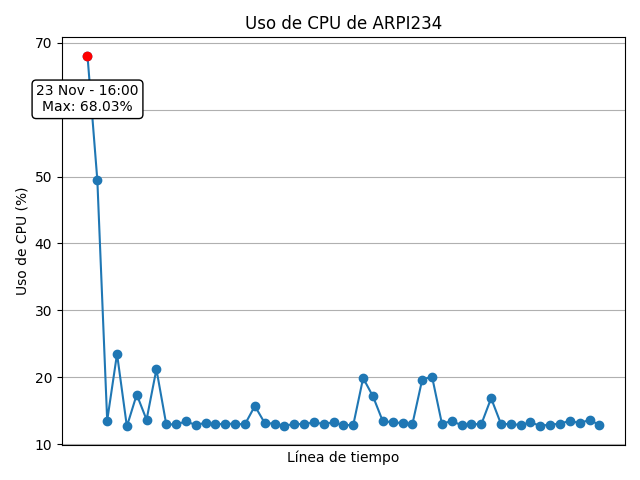 Uso de CPU de ARPI234
70
23 Nov - 16:00
Max: 68.03%
50
40
30
20
10
Uso de CPU (%)
Línea de tiempo